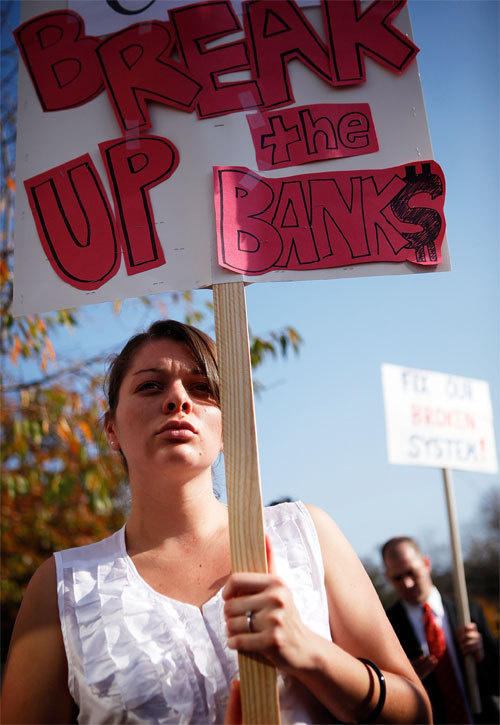 BREAK
the
UP BANK$
FIX OUR
BROKEN
SYSTEM!